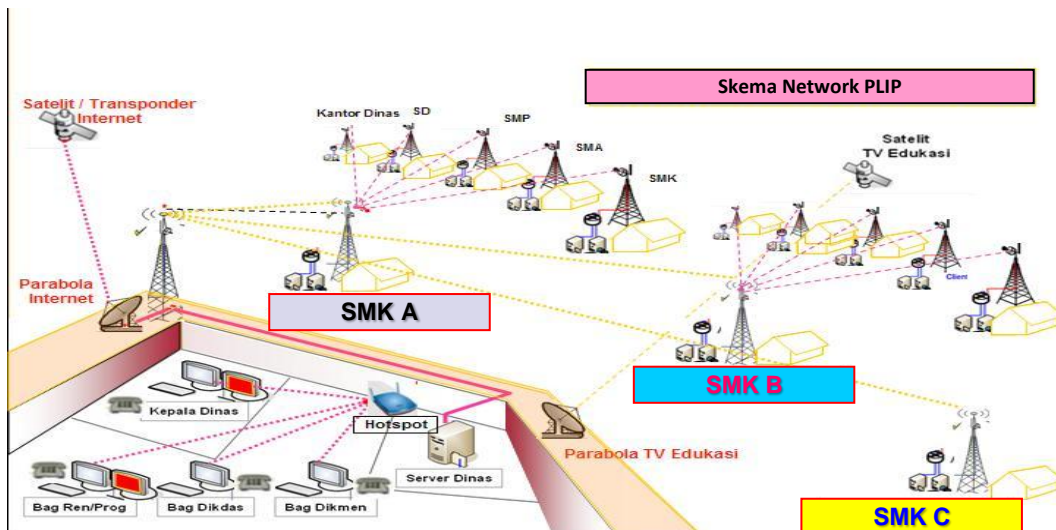 Skema Network PLIP
Satelit / Transponder
Internet
Kantor Dinas
SD
SMP
SMA
SMK
Satelit
TV Edukasi
Parabola
Internet
Client
SMK A
SMK B
Kepala Dinas
Hotspot
Server Dinas
Parabola TV Edukasi
Bag Ren/Prog
Bag Dikdas
Bag Dikmen
SMK C